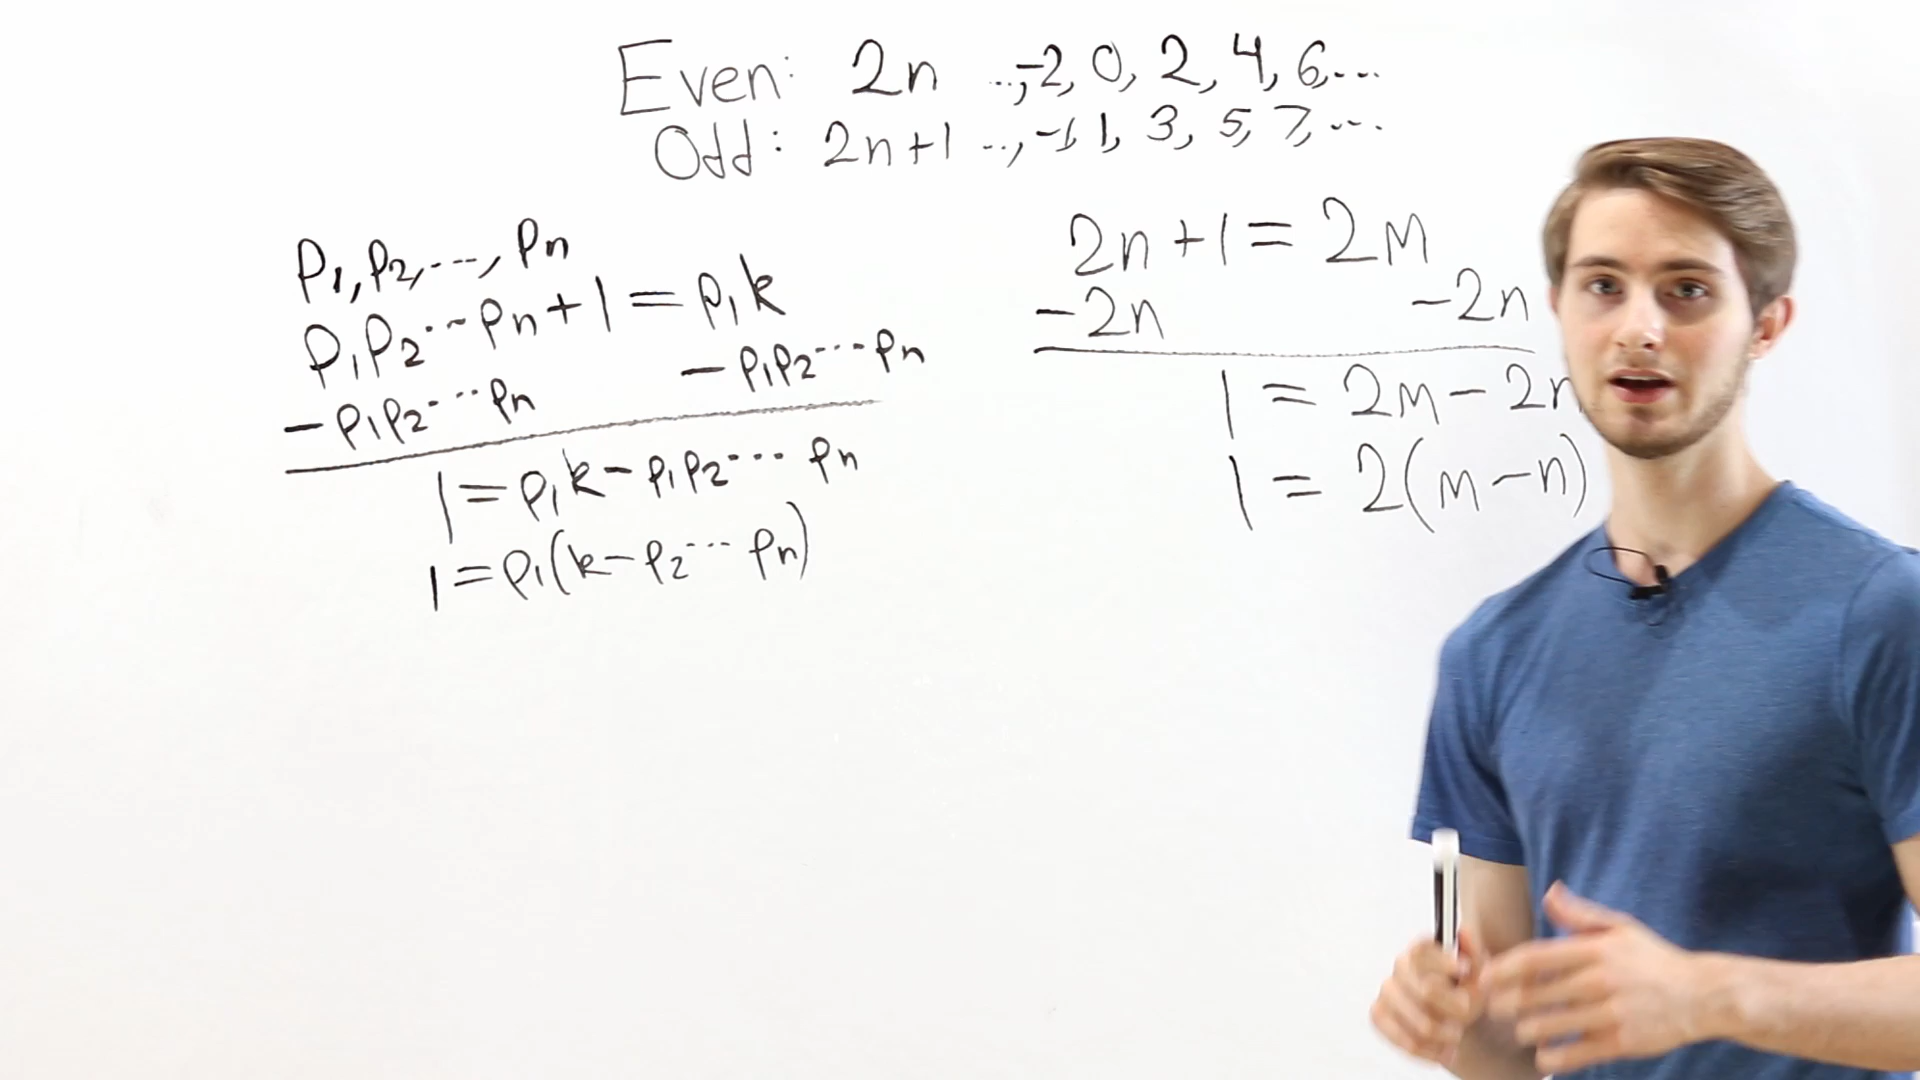 Even: 2n ..., -2, 0, 2, 4, 6, ...
Odd: 2n+1 ..., -1, 1, 3, 5, 7, ...
p₁, p₂, ..., pₙ
p₁p₂...pₙ + 1 = p₁k
-p₁p₂...pₙ -p₁p₂...pₙ
1 = p₁k - p₁p₂...pₙ
1 = p₁(k - p₂...pₙ)
2n+1 = 2m
-2n -2n
1 = 2m - 2n
1 = 2(m-n)